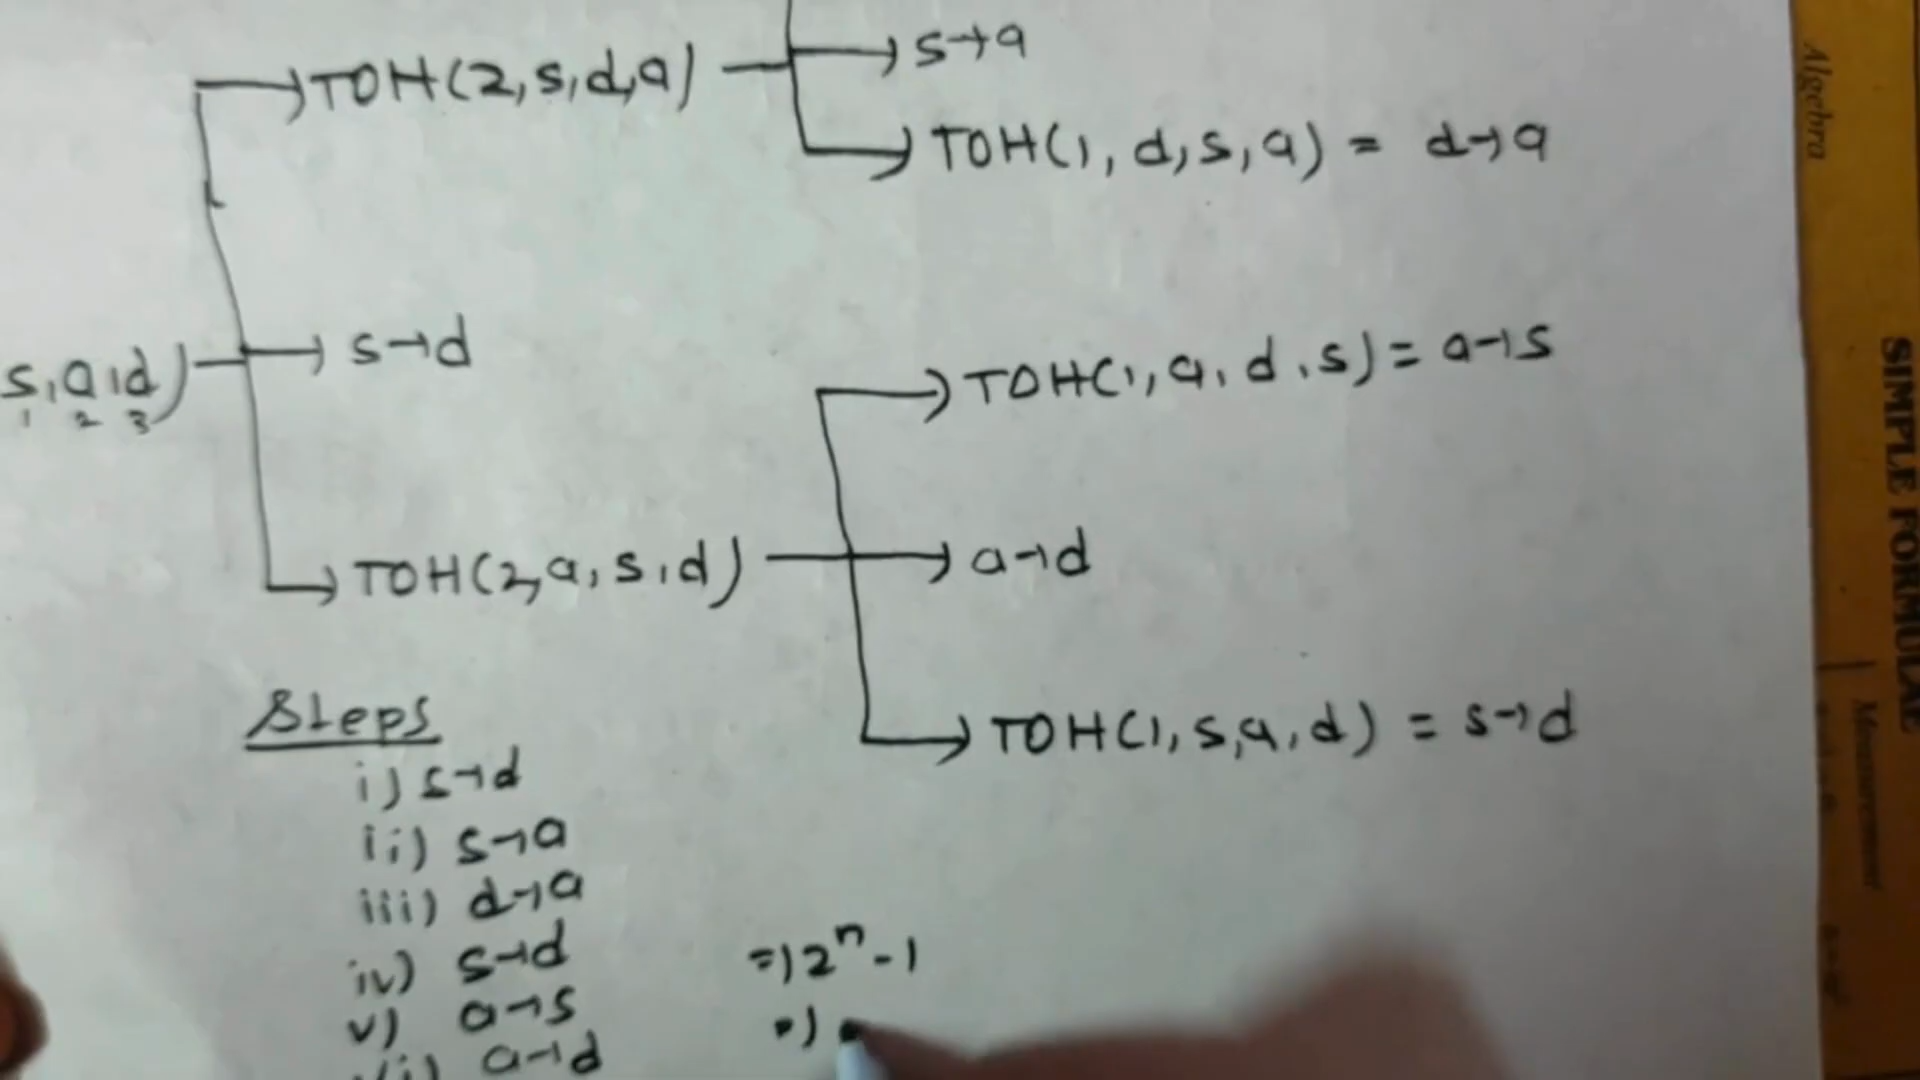 → s→a
→ TOH(2, s, d, a)
→ TOH(1, d, s, a) = d→a
s, a, d)
1 2 3
→ s→d
→ TOH(1, a, d, s) = a→s
→ TOH(2, a, s, d)
→ a→d
→ TOH(1, s, a, d) = s→d
Steps
i) s→d
ii) s→a
iii) d→a
iv) s→d
v) a→s
vi) a→d
=) 2ⁿ - 1
=)
Algebra
SIMPLE FORMULAE